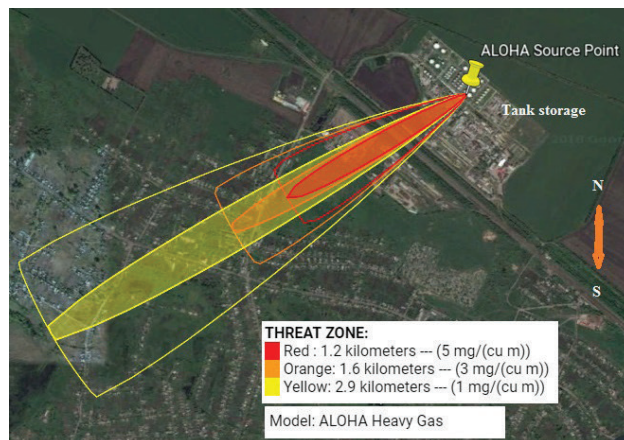 ALOHA Source Point
Tank storage
N
S
THREAT ZONE:
Red : 1.2 kilometers --- (5 mg/(cu m))
Orange: 1.6 kilometers --- (3 mg/(cu m))
Yellow: 2.9 kilometers --- (1 mg/(cu m))
Model: ALOHA Heavy Gas